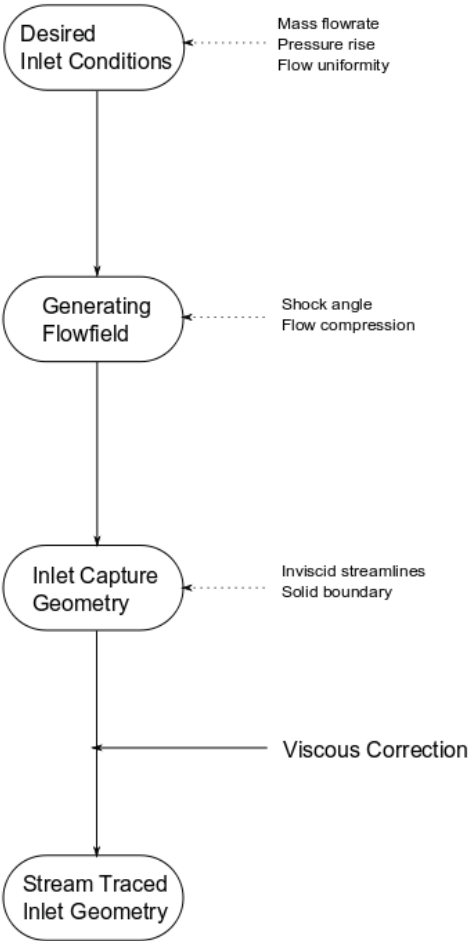 Desired
Inlet Conditions
Mass flowrate
Pressure rise
Flow uniformity
Generating
Flowfield
Shock angle
Flow compression
Inlet Capture
Geometry
Inviscid streamlines
Solid boundary
Viscous Correction
Stream Traced
Inlet Geometry